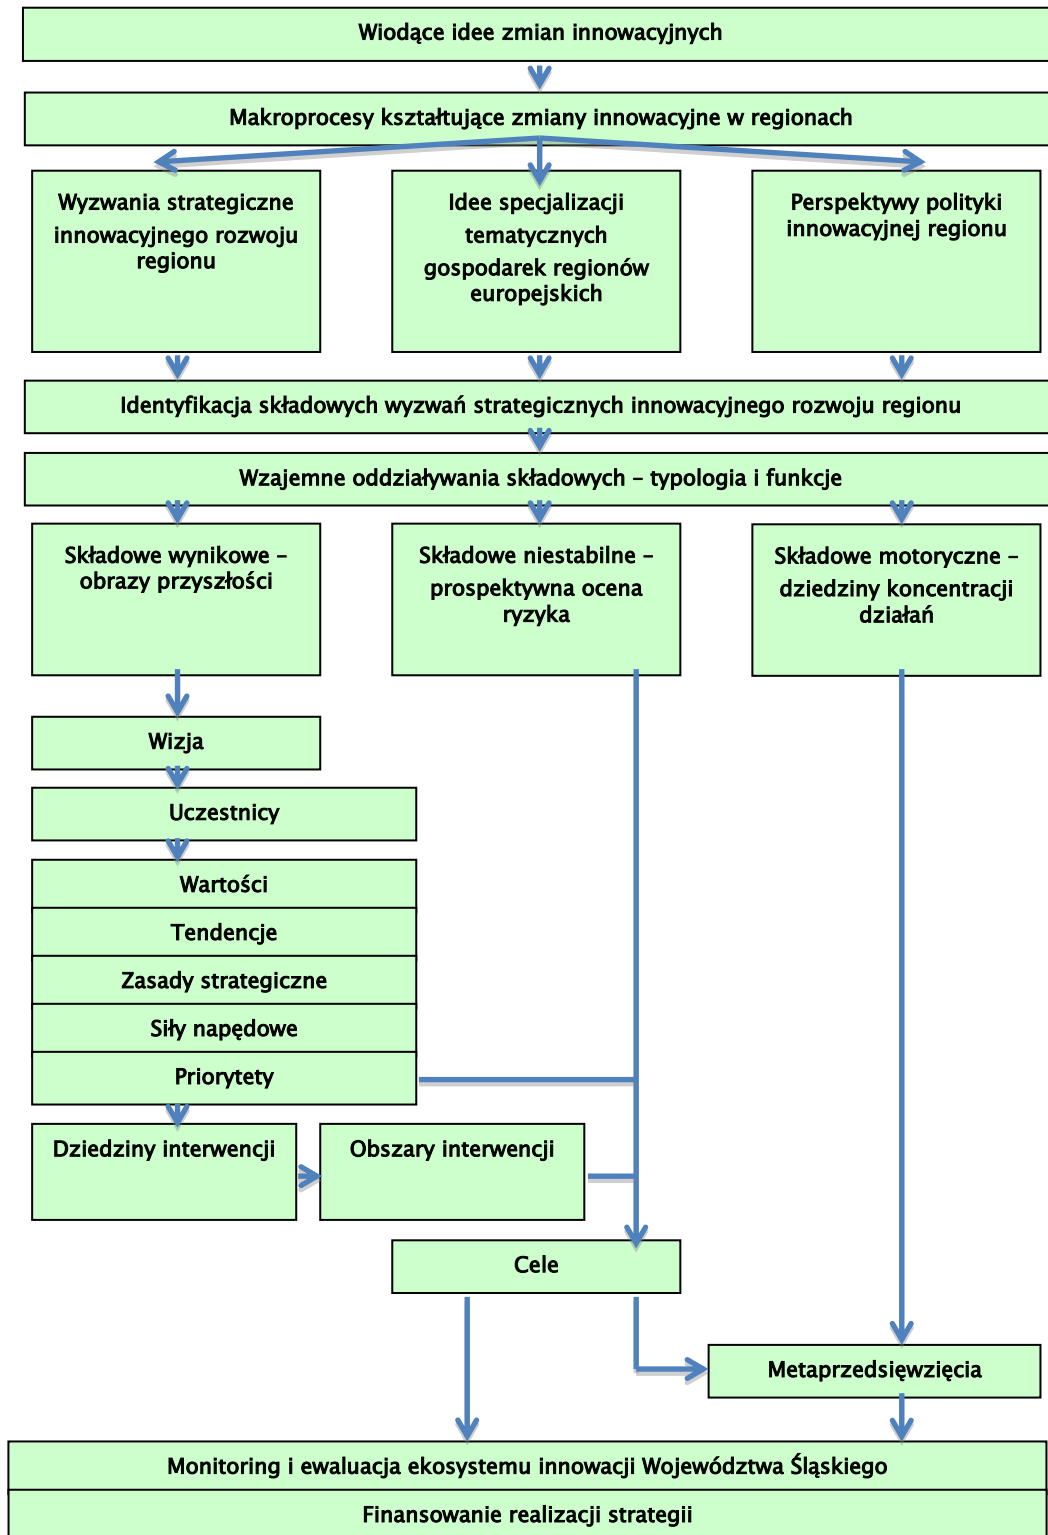 Wiodące idee zmian innowacyjnych
Makroprocesy kształtujące zmiany innowacyjne w regionach
Wyzwania strategiczne
innowacyjnego rozwoju
regionu
Idee specjalizacji
tematycznych
gospodarek regionów
europejskich
Perspektywy polityki
innowacyjnej regionu
Identyfikacja składowych wyzwań strategicznych innowacyjnego rozwoju regionu
Wzajemne oddziaływania składowych – typologia i funkcje
Składowe wynikowe –
obrazy przyszłości
Składowe niestabilne –
prospektywna ocena
ryzyka
Składowe motoryczne –
dziedziny koncentracji
działań
Wizja
Uczestnicy
Wartości
Tendencje
Zasady strategiczne
Siły napędowe
Priorytety
Dziedziny interwencji
Obszary interwencji
Cele
Metaprzedsięwzięcia
Monitoring i ewaluacja ekosystemu innowacji Województwa Śląskiego
Finansowanie realizacji strategii